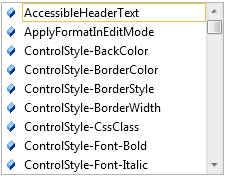 AccessibleHeaderText
ApplyFormatInEditMode
ControlStyle-BackColor
ControlStyle-BorderColor
ControlStyle-BorderStyle
ControlStyle-BorderWidth
ControlStyle-CssClass
ControlStyle-Font-Bold
ControlStyle-Font-Italic